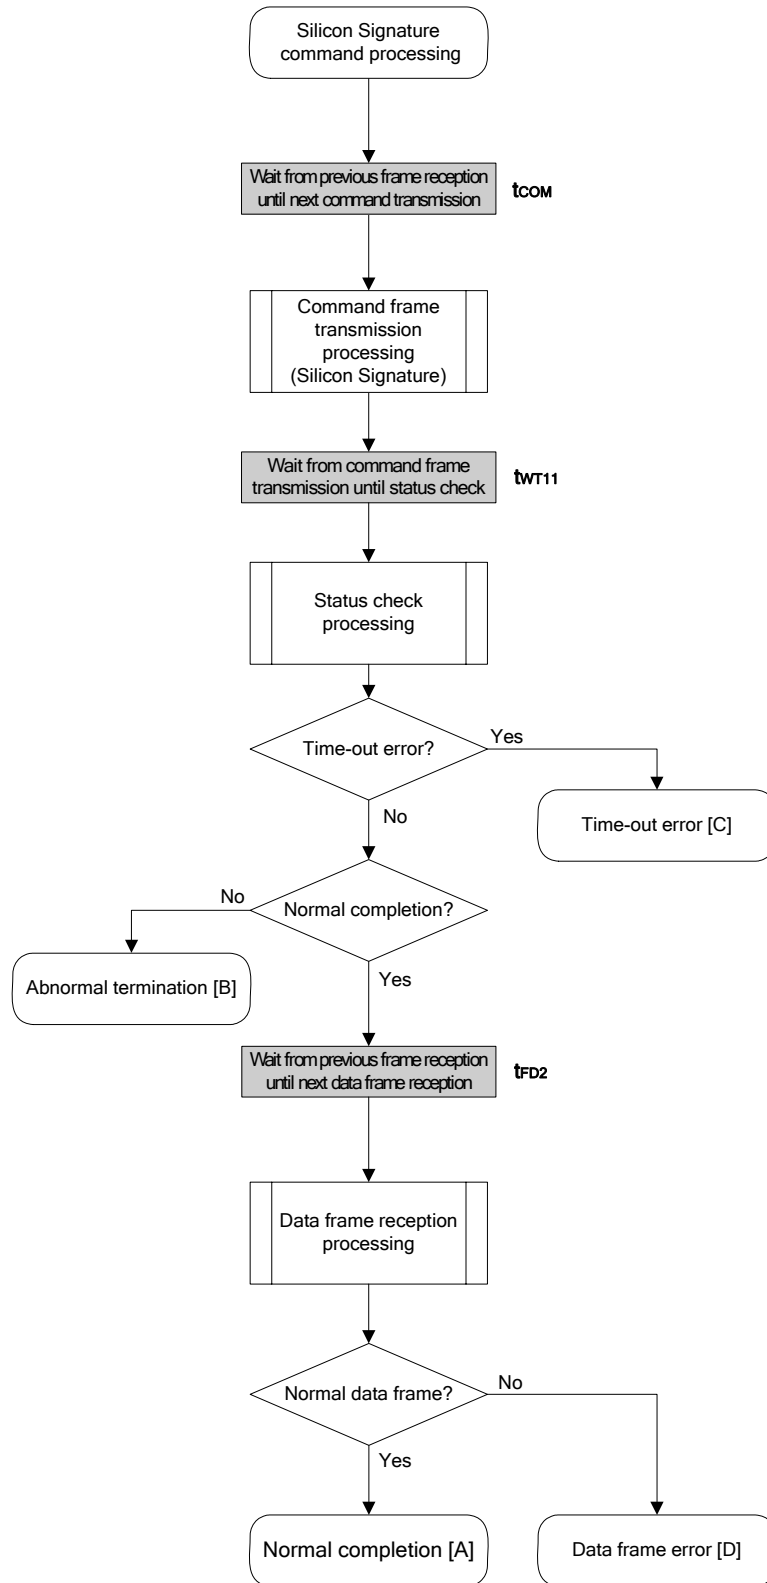 Silicon Signature
command processing
Wait from previous frame reception
until next command transmission
tCOM
Command frame
transmission
processing
(Silicon Signature)
Wait from command frame
transmission until status check
tWT11
Status check
processing
Time-out error?
Yes
No
Time-out error [C]
Normal completion?
No
Yes
Abnormal termination [B]
Wait from previous frame reception
until next data frame reception
tFD2
Data frame reception
processing
Normal data frame?
No
Yes
Normal completion [A]
Data frame error [D]